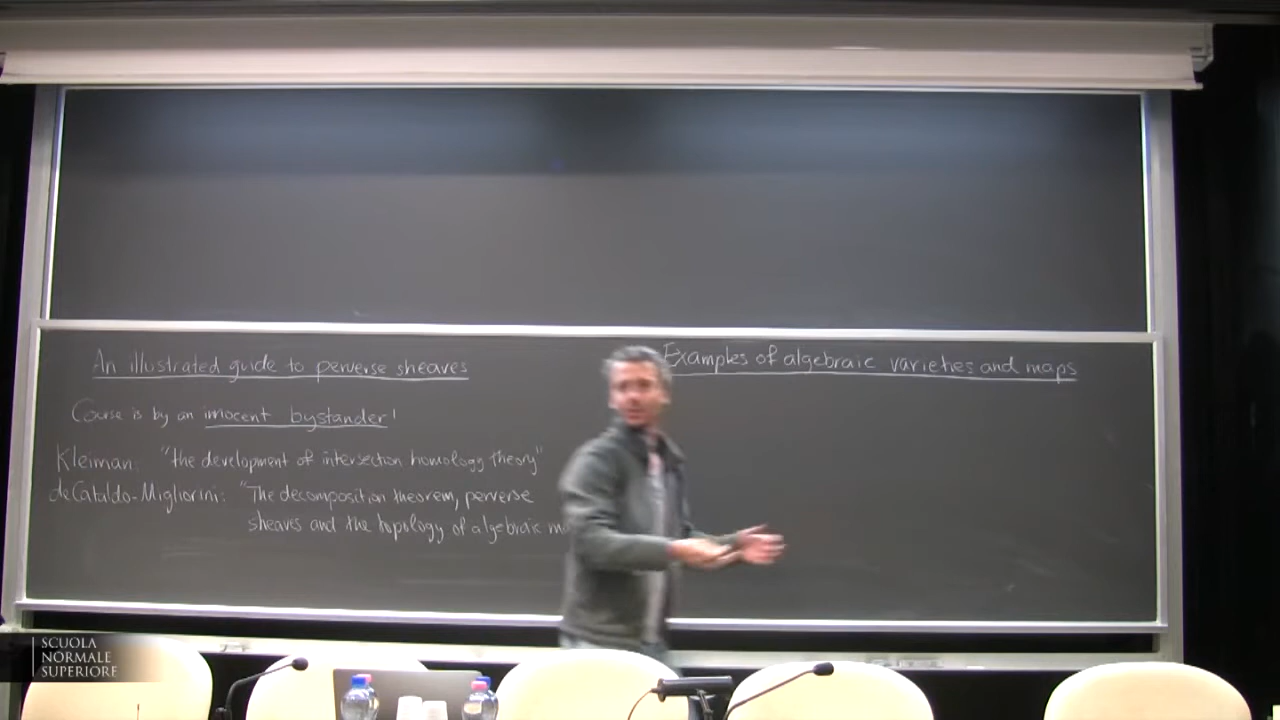 An illustrated guide to perverse sheaves
Course is by an innocent bystander!
Kleiman: "the development of intersection homology theory"
de Cataldo-Migliorini: "The decomposition theorem, perverse
sheaves and the topology of algebraic
Examples of algebraic varieties and maps
SCUOLA
NORMALE
SUPERIORE